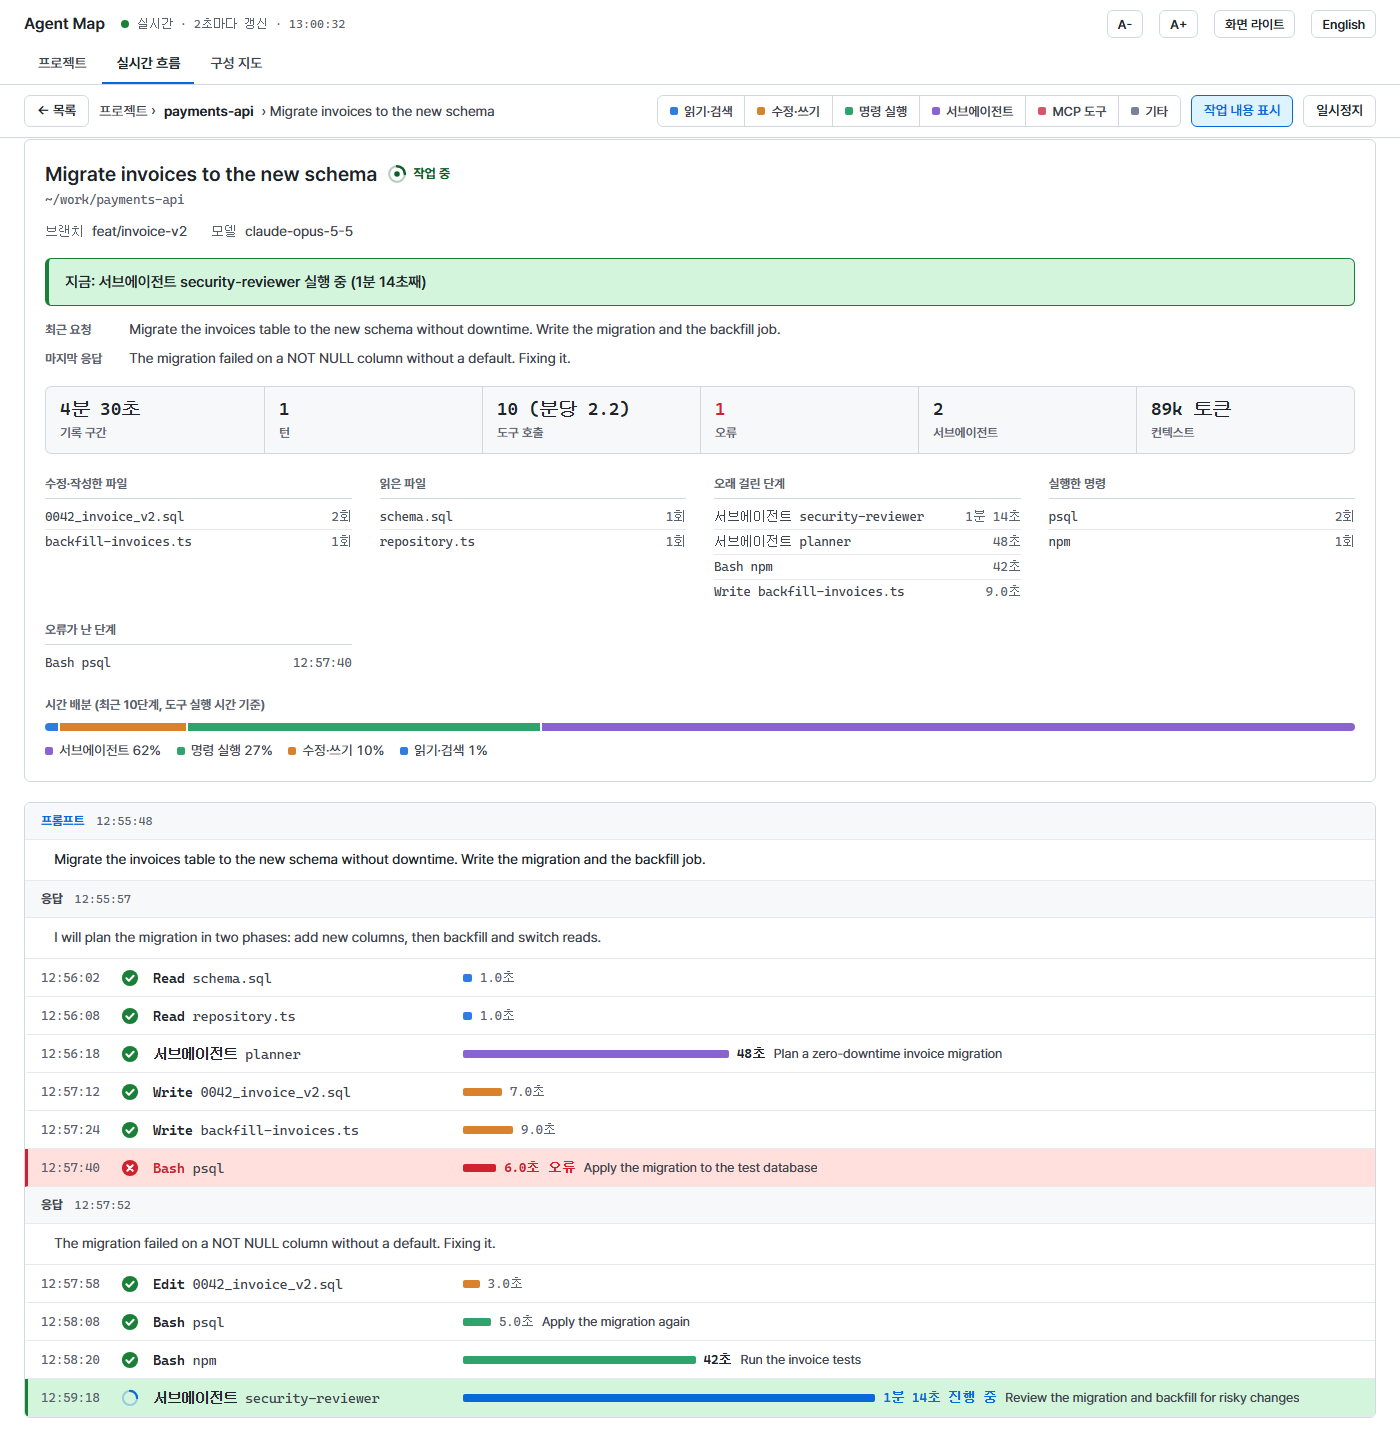 Agent Map 실시간 · 2초마다 갱신 · 13:00:32 A- A+ 화면 라이트 English
프로젝트 실시간 흐름 구성 지도
← 목록 프로젝트 › payments-api › Migrate invoices to the new schema 읽기·검색 수정·쓰기 명령 실행 서브에이전트 MCP 도구 기타 작업 내용 표시 일시정지
Migrate invoices to the new schema 작업 중
~/work/payments-api
브랜치 feat/invoice-v2 모델 claude-opus-5-5
지금: 서브에이전트 security-reviewer 실행 중 (1분 14초째)
최근 요청 Migrate the invoices table to the new schema without downtime. Write the migration and the backfill job.
마지막 응답 The migration failed on a NOT NULL column without a default. Fixing it.
4분 30초 1 10 (분당 2.2) 1 2 89k 토큰
기록 구간 턴 도구 호출 오류 서브에이전트 컨텍스트
수정·작성한 파일 읽은 파일 오래 걸린 단계 실행한 명령
0042_invoice_v2.sql 2회 schema.sql 1회 서브에이전트 security-reviewer 1분 14초 psql 2회
backfill-invoices.ts 1회 repository.ts 1회 서브에이전트 planner 48초 npm 1회
Bash npm 42초
Write backfill-invoices.ts 9.0초
오류가 난 단계
Bash psql 12:57:40
시간 배분 (최근 10단계, 도구 실행 시간 기준)
서브에이전트 62% 명령 실행 27% 수정·쓰기 10% 읽기·검색 1%
프롬프트 12:55:48
Migrate the invoices table to the new schema without downtime. Write the migration and the backfill job.
응답 12:55:57
I will plan the migration in two phases: add new columns, then backfill and switch reads.
12:56:02 Read schema.sql 1.0초
12:56:08 Read repository.ts 1.0초
12:56:18 서브에이전트 planner 48초 Plan a zero-downtime invoice migration
12:57:12 Write 0042_invoice_v2.sql 7.0초
12:57:24 Write backfill-invoices.ts 9.0초
12:57:40 Bash psql 6.0초 오류 Apply the migration to the test database
응답 12:57:52
The migration failed on a NOT NULL column without a default. Fixing it.
12:57:58 Edit 0042_invoice_v2.sql 3.0초
12:58:08 Bash psql 5.0초 Apply the migration again
12:58:20 Bash npm 42초 Run the invoice tests
12:59:18 서브에이전트 security-reviewer 1분 14초 진행 중 Review the migration and backfill for risky changes